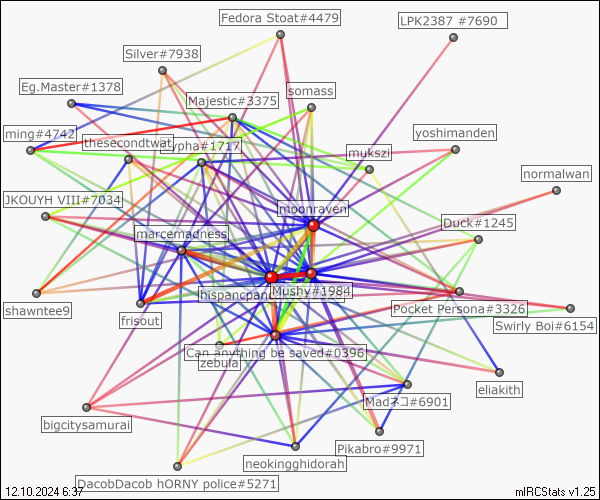 Fedora Stoat#4479
LPK2387 #7690
Silver#7938
Eg.Master#1378
Majestic#3375
somass
ming#4742
thesecondtwat
ypha#1717
yoshimanden
mukszi
normalwan
JKOUYH VIII#7034
moonraven
Duck#1245
marcemadness
Mushy#1984
hispancpan
shawntee9
frisout
Pocket Persona#3326
Swirly Boi#6154
Can anything be saved#0396
zebula
eliakith
Madネコ#6901
bigcitysamurai
Pikabro#9971
neokingghidorah
DacobDacob hORNY police#5271
12.10.2024 6:37
mIRCStats v1.25